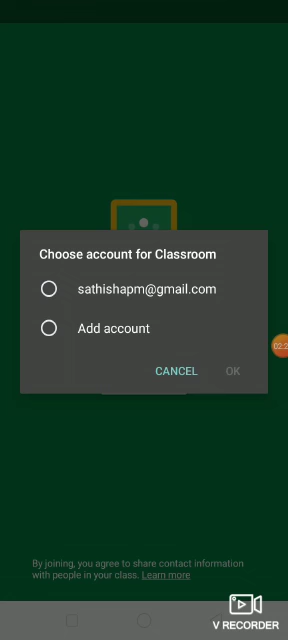 Choose account for Classroom
sathishapm@gmail.com
Add account
CANCEL OK
By joining, you agree to share contact information
with people in your class. Learn more
V RECORDER